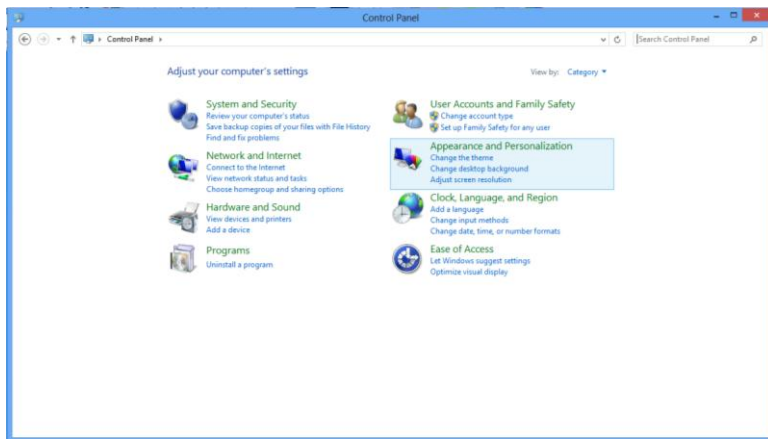 Control Panel
Control Panel
Search Control Panel
Adjust your computer's settings
View by: Category
System and Security
Review your computer's status
Save backup copies of your files with File History
Find and fix problems
Network and Internet
Connect to the Internet
View network status and tasks
Choose homegroup and sharing options
Hardware and Sound
View devices and printers
Add a device
Programs
Uninstall a program
User Accounts and Family Safety
Change account type
Set up Family Safety for any user
Appearance and Personalization
Change the theme
Change desktop background
Adjust screen resolution
Clock, Language, and Region
Add a language
Change input methods
Change date, time, or number formats
Ease of Access
Let Windows suggest settings
Optimize visual display